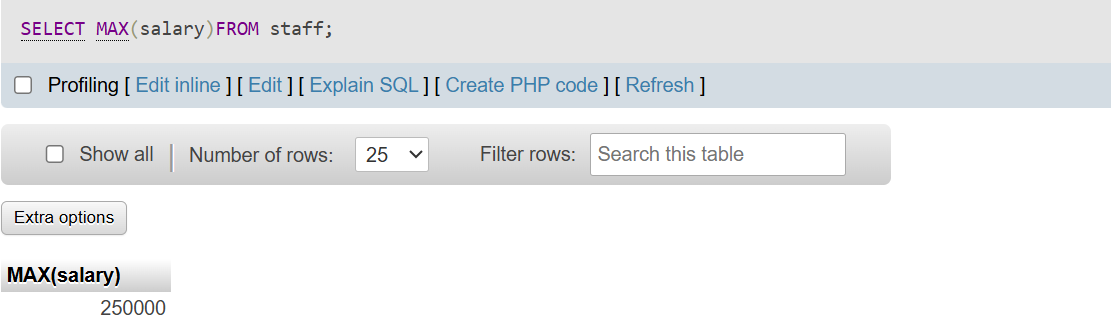 SELECT MAX(salary)FROM staff;
Profiling [ Edit inline ] [ Edit ] [ Explain SQL ] [ Create PHP code ] [ Refresh ]
Show all | Number of rows: 25 Filter rows: Search this table
Extra options
MAX(salary)
250000